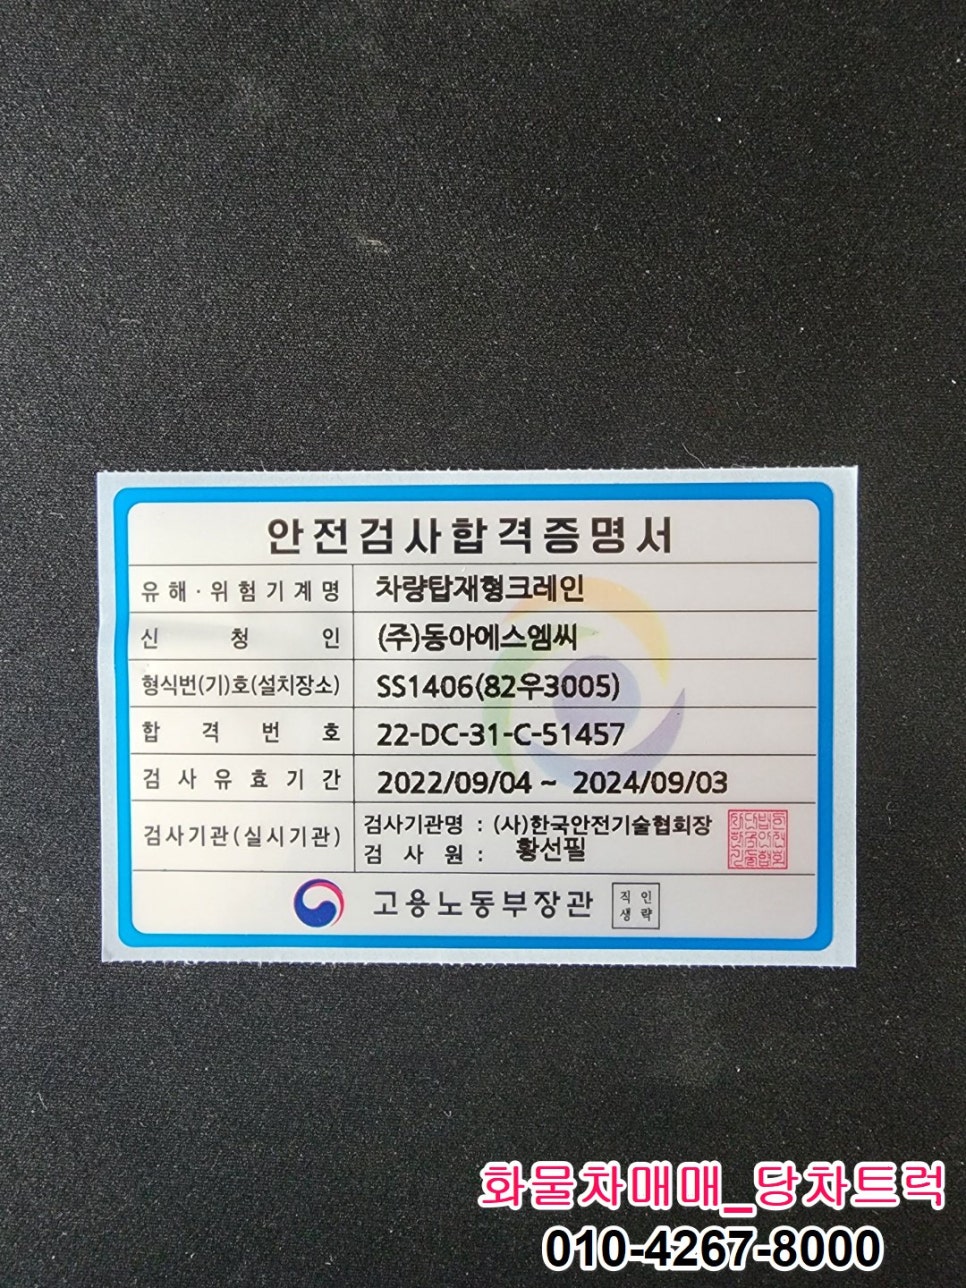 안전검사합격증명서
유해·위험기계명 차량탑재형크레인
신청인 (주)동아에스엠씨
형식번(기)호(설치장소) SS1406(82우3005)
합격번호 22-DC-31-C-51457
검사유효기간 2022/09/04 ~ 2024/09/03
검사기관(실시기관) 검사기관명 : (사)한국안전기술협회장
검사원 : 황선필
고용노동부장관 직인
생략
화물차매매_당차트럭
010-4267-8000